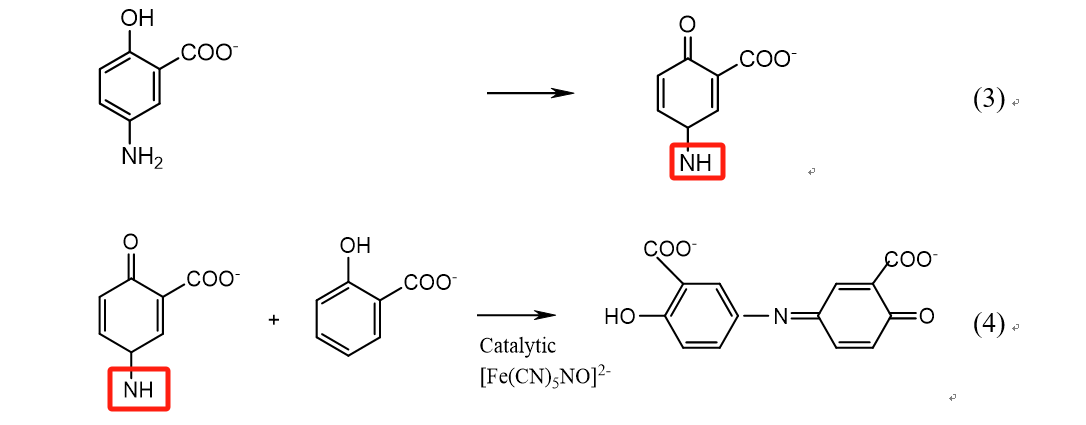 OH
COO⁻
NH₂
O
COO⁻
NH
(3)
O
COO⁻
NH
+
OH
COO⁻
Catalytic
[Fe(CN)₅NO]²⁻
COO⁻
HO
N
COO⁻
O
(4)